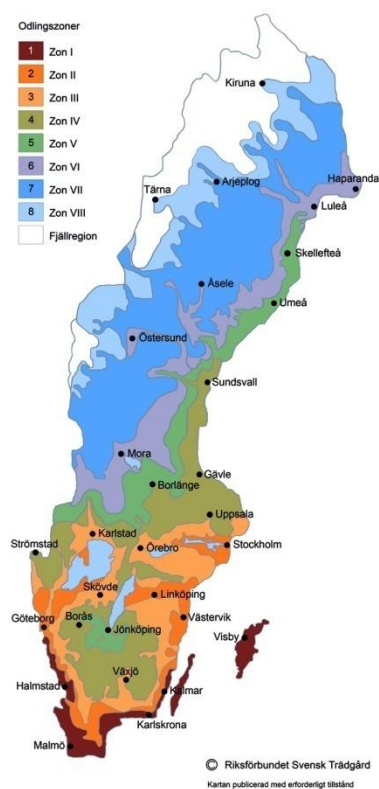 Odlingszoner
1 Zon I
2 Zon II
3 Zon III
4 Zon IV
5 Zon V
6 Zon VI
7 Zon VII
8 Zon VIII
Fjällregion
Kiruna
Haparanda
Arjeplog
Tärna
Luleå
Skellefteå
Åsele
Umeå
Östersund
Sundsvall
Mora
Gävle
Borlänge
Uppsala
Karlstad
Strömstad
Örebro
Stockholm
Skövde
Linköping
Göteborg
Borås
Västervik
Jönköping
Visby
Växjö
Halmstad
Kalmar
Karlskrona
Malmö
© Riksförbundet Svensk Trädgård
Kartan publicerad med erforderligt tillstånd